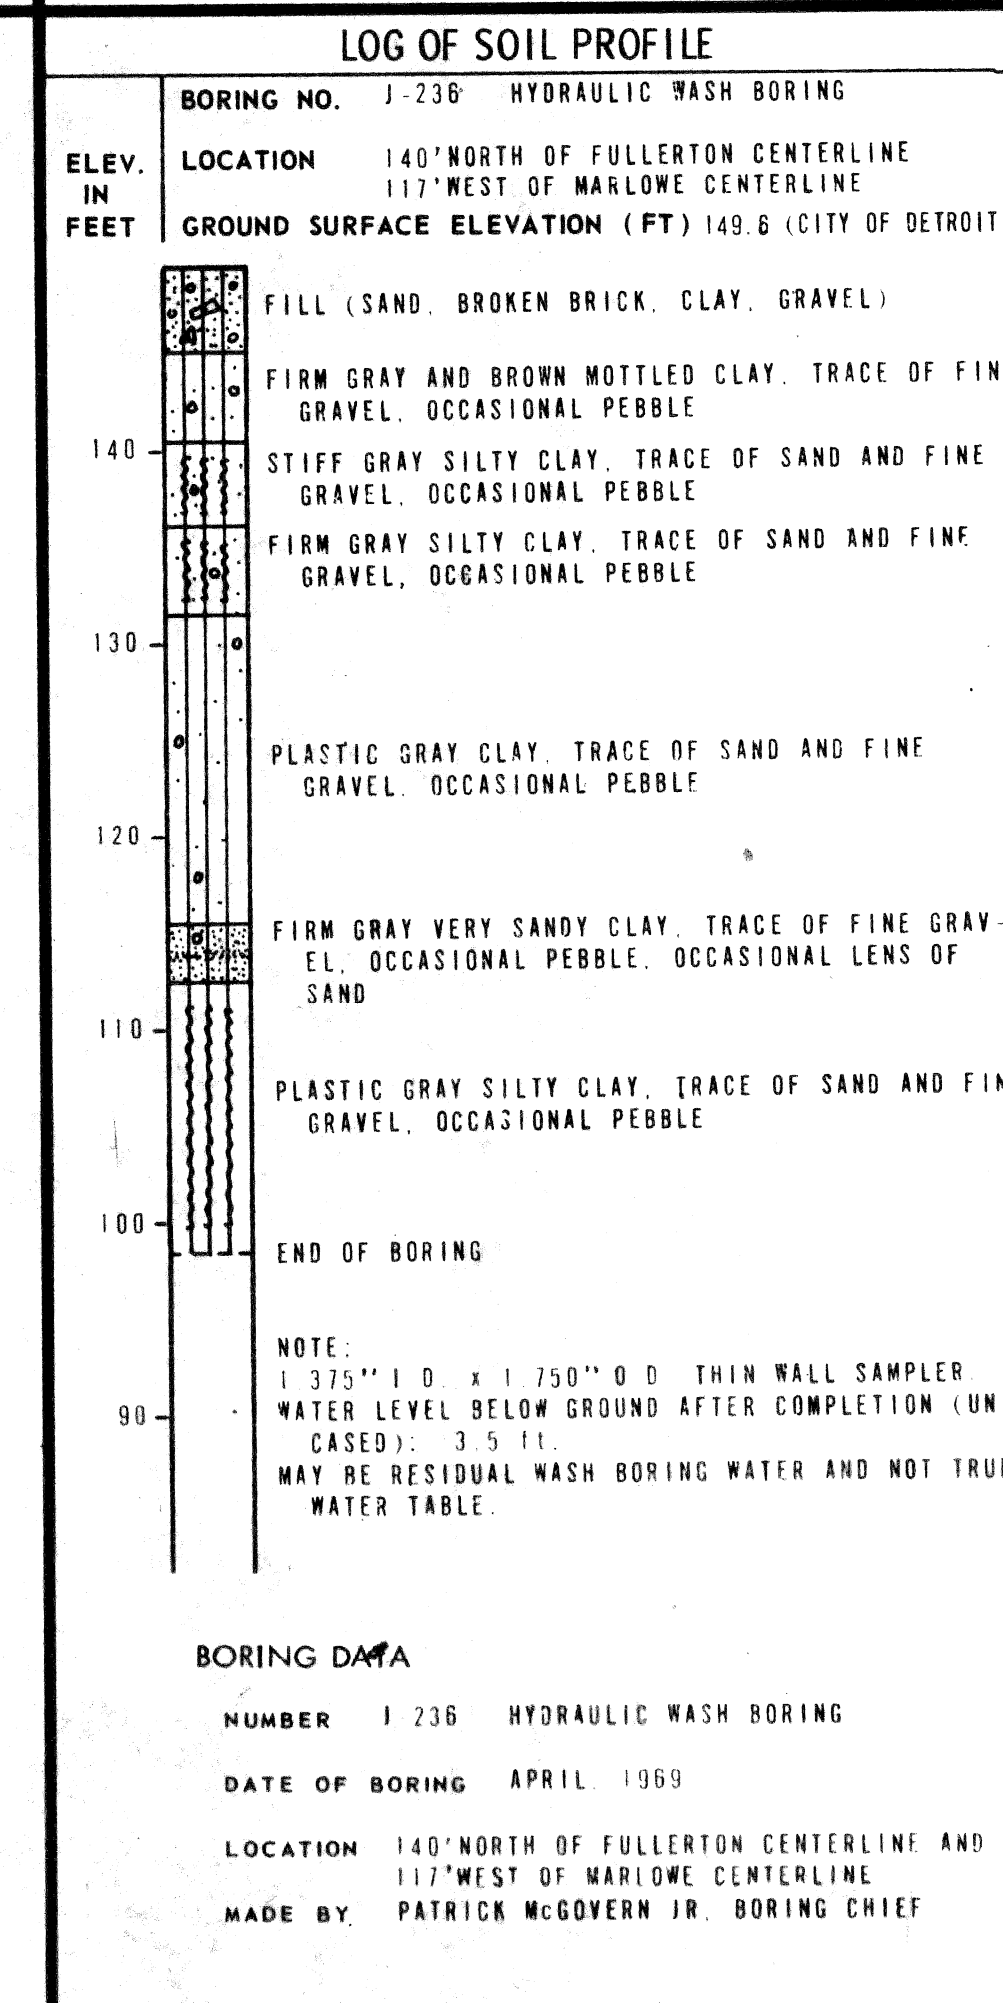 LOG OF SOIL PROFILE
BORING NO. J-236 HYDRAULIC WASH BORING
ELEV. IN FEET
LOCATION 140'NORTH OF FULLERTON CENTERLINE
117'WEST OF MARLOWE CENTERLINE
GROUND SURFACE ELEVATION (FT) 149.6 (CITY OF DETROIT
FILL (SAND, BROKEN BRICK, CLAY, GRAVEL)
FIRM GRAY AND BROWN MOTTLED CLAY, TRACE OF FIN
GRAVEL, OCCASIONAL PEBBLE
140
STIFF GRAY SILTY CLAY, TRACE OF SAND AND FINE
GRAVEL, OCCASIONAL PEBBLE
FIRM GRAY SILTY CLAY, TRACE OF SAND AND FINE
GRAVEL, OCCASIONAL PEBBLE
130
PLASTIC GRAY CLAY, TRACE OF SAND AND FINE
GRAVEL. OCCASIONAL PEBBLE
120
FIRM GRAY VERY SANDY CLAY, TRACE OF FINE GRAV-
EL, OCCASIONAL PEBBLE, OCCASIONAL LENS OF
SAND
110
PLASTIC GRAY SILTY CLAY, TRACE OF SAND AND FIN
GRAVEL, OCCASIONAL PEBBLE
100
END OF BORING
NOTE:
1.375" I.D. x 1.750" O D THIN WALL SAMPLER.
90
WATER LEVEL BELOW GROUND AFTER COMPLETION (UN
CASED): 3.5 ft.
MAY BE RESIDUAL WASH BORING WATER AND NOT TRUE
WATER TABLE.
BORING DATA
NUMBER J 236 HYDRAULIC WASH BORING
DATE OF BORING APRIL 1969
LOCATION 140'NORTH OF FULLERTON CENTERLINE AND
117'WEST OF MARLOWE CENTERLINE
MADE BY. PATRICK McGOVERN JR. BORING CHIEF